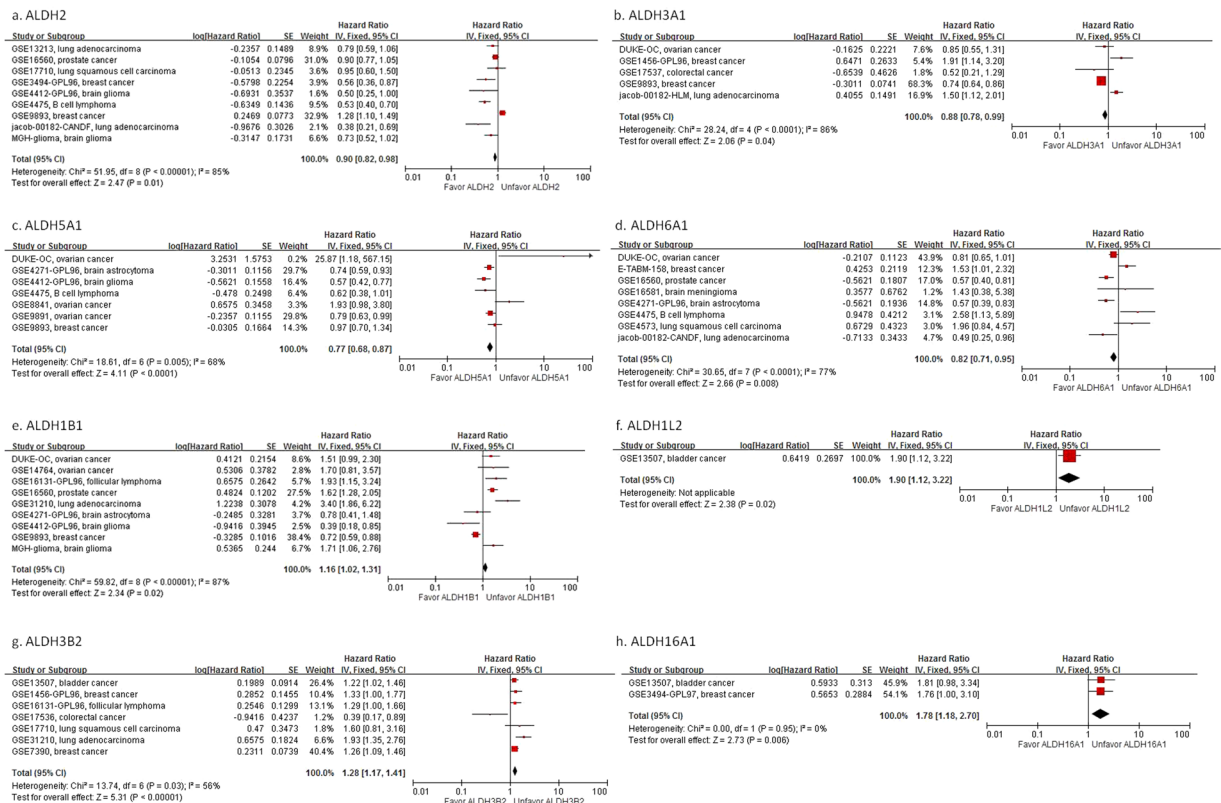 a. ALDH2
Hazard Ratio Hazard Ratio
Study or Subgroup log[Hazard Ratio] SE Weight IV, Fixed, 95% CI IV, Fixed, 95% CI
GSE13213, lung adenocarcinoma -0.2357 0.1489 8.9% 0.79 [0.59, 1.06]
GSE16560, prostate cancer -0.1054 0.0796 31.0% 0.90 [0.77, 1.05]
GSE17710, lung squamous cell carcinoma -0.0513 0.2345 3.6% 0.95 [0.60, 1.50]
GSE3494-GPL96, breast cancer -0.5798 0.2254 3.9% 0.56 [0.36, 0.87]
GSE4412-GPL96, brain glioma -0.6931 0.3537 1.6% 0.50 [0.25, 1.00]
GSE4475, B cell lymphoma -0.6349 0.1436 9.5% 0.53 [0.40, 0.70]
GSE9893, breast cancer 0.2469 0.0773 32.9% 1.28 [1.10, 1.49]
jacob-00182-CANDF, lung adenocarcinoma -0.9676 0.3026 2.1% 0.38 [0.21, 0.69]
MGH-glioma, brain glioma -0.3147 0.1731 6.6% 0.73 [0.52, 1.02]
Total (95% CI) 100.0% 0.90 [0.82, 0.98]
Heterogeneity: Chi² = 51.95, df = 8 (P < 0.00001); I² = 85%
Test for overall effect: Z = 2.47 (P = 0.01)
0.01 0.1 1 10 100
Favor ALDH2 Unfavor ALDH2
b. ALDH3A1
Hazard Ratio Hazard Ratio
Study or Subgroup log[Hazard Ratio] SE Weight IV, Fixed, 95% CI IV, Fixed, 95% CI
DUKE-OC, ovarian cancer -0.1625 0.2221 7.6% 0.85 [0.55, 1.31]
GSE1456-GPL96, breast cancer 0.6471 0.2633 5.4% 1.91 [1.14, 3.20]
GSE17537, colorectal cancer -0.6539 0.4626 1.8% 0.52 [0.21, 1.29]
GSE9893, breast cancer -0.3011 0.0741 68.3% 0.74 [0.64, 0.86]
jacob-00182-HLM, lung adenocarcinoma 0.4055 0.1491 16.9% 1.50 [1.12, 2.01]
Total (95% CI) 100.0% 0.88 [0.78, 0.99]
Heterogeneity: Chi² = 28.24, df = 4 (P < 0.0001); I² = 86%
Test for overall effect: Z = 2.06 (P = 0.04)
0.01 0.1 1 10 100
Favor ALDH3A1 Unfavor ALDH3A1
c. ALDH5A1
Hazard Ratio Hazard Ratio
Study or Subgroup log[Hazard Ratio] SE Weight IV, Fixed, 95% CI IV, Fixed, 95% CI
DUKE-OC, ovarian cancer 3.2531 1.5753 0.2% 25.87 [1.18, 567.15]
GSE4271-GPL96, brain astrocytoma -0.3011 0.1156 29.7% 0.74 [0.59, 0.93]
GSE4412-GPL96, brain glioma -0.5621 0.1558 16.4% 0.57 [0.42, 0.77]
GSE4475, B cell lymphoma -0.478 0.2498 6.4% 0.62 [0.38, 1.01]
GSE8841, ovarian cancer 0.6575 0.3458 3.3% 1.93 [0.98, 3.80]
GSE9891, ovarian cancer -0.2357 0.1155 29.8% 0.79 [0.63, 0.99]
GSE9893, breast cancer -0.0305 0.1664 14.3% 0.97 [0.70, 1.34]
Total (95% CI) 100.0% 0.77 [0.68, 0.87]
Heterogeneity: Chi² = 18.61, df = 6 (P = 0.005); I² = 68%
Test for overall effect: Z = 4.11 (P < 0.0001)
0.01 0.1 1 10 100
Favor ALDH5A1 Unfavor ALDH5A1
d. ALDH6A1
Hazard Ratio Hazard Ratio
Study or Subgroup log[Hazard Ratio] SE Weight IV, Fixed, 95% CI IV, Fixed, 95% CI
DUKE-OC, ovarian cancer -0.2107 0.1123 43.9% 0.81 [0.65, 1.01]
E-TABM-158, breast cancer 0.4253 0.2119 12.3% 1.53 [1.01, 2.32]
GSE16560, prostate cancer -0.5621 0.1807 17.0% 0.57 [0.40, 0.81]
GSE16581, brain meningioma 0.3577 0.6762 1.2% 1.43 [0.38, 5.38]
GSE4271-GPL96, brain astrocytoma -0.5621 0.1936 14.8% 0.57 [0.39, 0.83]
GSE4475, B cell lymphoma 0.9478 0.4212 3.1% 2.58 [1.13, 5.89]
GSE4573, lung squamous cell carcinoma 0.6729 0.4323 3.0% 1.96 [0.84, 4.57]
jacob-00182-CANDF, lung adenocarcinoma -0.7133 0.3433 4.7% 0.49 [0.25, 0.96]
Total (95% CI) 100.0% 0.82 [0.71, 0.95]
Heterogeneity: Chi² = 30.65, df = 7 (P < 0.0001); I² = 77%
Test for overall effect: Z = 2.66 (P = 0.008)
0.01 0.1 1 10 100
Favor ALDH6A1 Unfavor ALDH6A1
e. ALDH1B1
Hazard Ratio Hazard Ratio
Study or Subgroup log[Hazard Ratio] SE Weight IV, Fixed, 95% CI IV, Fixed, 95% CI
DUKE-OC, ovarian cancer 0.4121 0.2154 8.6% 1.51 [0.99, 2.30]
GSE14764, ovarian cancer 0.5306 0.3782 2.8% 1.70 [0.81, 3.57]
GSE16131-GPL96, follicular lymphoma 0.6575 0.2642 5.7% 1.93 [1.15, 3.24]
GSE16560, prostate cancer 0.4824 0.1202 27.5% 1.62 [1.28, 2.05]
GSE31210, lung adenocarcinoma 1.2238 0.3078 4.2% 3.40 [1.86, 6.22]
GSE4271-GPL96, brain astrocytoma -0.2485 0.3281 3.7% 0.78 [0.41, 1.48]
GSE4412-GPL96, brain glioma -0.9416 0.3945 2.5% 0.39 [0.18, 0.85]
GSE9893, breast cancer -0.3285 0.1016 38.4% 0.72 [0.59, 0.88]
MGH-glioma, brain glioma 0.5365 0.244 6.7% 1.71 [1.06, 2.76]
Total (95% CI) 100.0% 1.16 [1.02, 1.31]
Heterogeneity: Chi² = 59.82, df = 8 (P < 0.00001); I² = 87%
Test for overall effect: Z = 2.34 (P = 0.02)
0.01 0.1 1 10 100
Favor ALDH1B1 Unfavor ALDH1B1
f. ALDH1L2
Hazard Ratio Hazard Ratio
Study or Subgroup log[Hazard Ratio] SE Weight IV, Fixed, 95% CI IV, Fixed, 95% CI
GSE13507, bladder cancer 0.6419 0.2697 100.0% 1.90 [1.12, 3.22]
Total (95% CI) 100.0% 1.90 [1.12, 3.22]
Heterogeneity: Not applicable
Test for overall effect: Z = 2.38 (P = 0.02)
0.01 0.1 1 10 100
Favor ALDH1L2 Unfavor ALDH1L2
g. ALDH3B2
Hazard Ratio Hazard Ratio
Study or Subgroup log[Hazard Ratio] SE Weight IV, Fixed, 95% CI IV, Fixed, 95% CI
GSE13507, bladder cancer 0.1989 0.0914 26.4% 1.22 [1.02, 1.46]
GSE1456-GPL96, breast cancer 0.2852 0.1455 10.4% 1.33 [1.00, 1.77]
GSE16131-GPL96, follicular lymphoma 0.2546 0.1299 13.1% 1.29 [1.00, 1.66]
GSE17536, colorectal cancer -0.9416 0.4237 1.2% 0.39 [0.17, 0.89]
GSE17710, lung squamous cell carcinoma 0.47 0.3473 1.8% 1.60 [0.81, 3.16]
GSE31210, lung adenocarcinoma 0.6575 0.1824 6.6% 1.93 [1.35, 2.76]
GSE7390, breast cancer 0.2311 0.0739 40.4% 1.26 [1.09, 1.46]
Total (95% CI) 100.0% 1.28 [1.17, 1.41]
Heterogeneity: Chi² = 13.74, df = 6 (P = 0.03); I² = 56%
Test for overall effect: Z = 5.31 (P < 0.00001)
0.01 0.1 1 10 100
Favor ALDH3B2 Unfavor ALDH3B2
h. ALDH16A1
Hazard Ratio Hazard Ratio
Study or Subgroup log[Hazard Ratio] SE Weight IV, Fixed, 95% CI IV, Fixed, 95% CI
GSE13507, bladder cancer 0.5933 0.313 45.9% 1.81 [0.98, 3.34]
GSE3494-GPL97, breast cancer 0.5653 0.2884 54.1% 1.76 [1.00, 3.10]
Total (95% CI) 100.0% 1.78 [1.18, 2.70]
Heterogeneity: Chi² = 0.00, df = 1 (P = 0.95); I² = 0%
Test for overall effect: Z = 2.73 (P = 0.006)
0.01 0.1 1 10 100
Favor ALDH16A1 Unfavor ALDH16A1